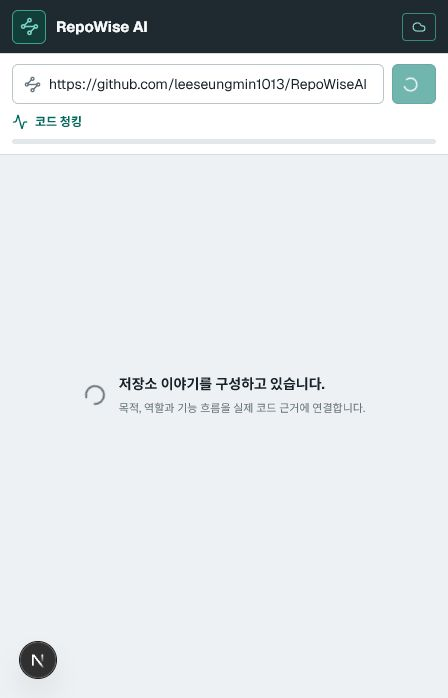 RepoWise AI
https://github.com/leeseungmin1013/RepoWiseAI
코드 청킹
저장소 이야기를 구성하고 있습니다.
목적, 역할과 기능 흐름을 실제 코드 근거에 연결합니다.
N